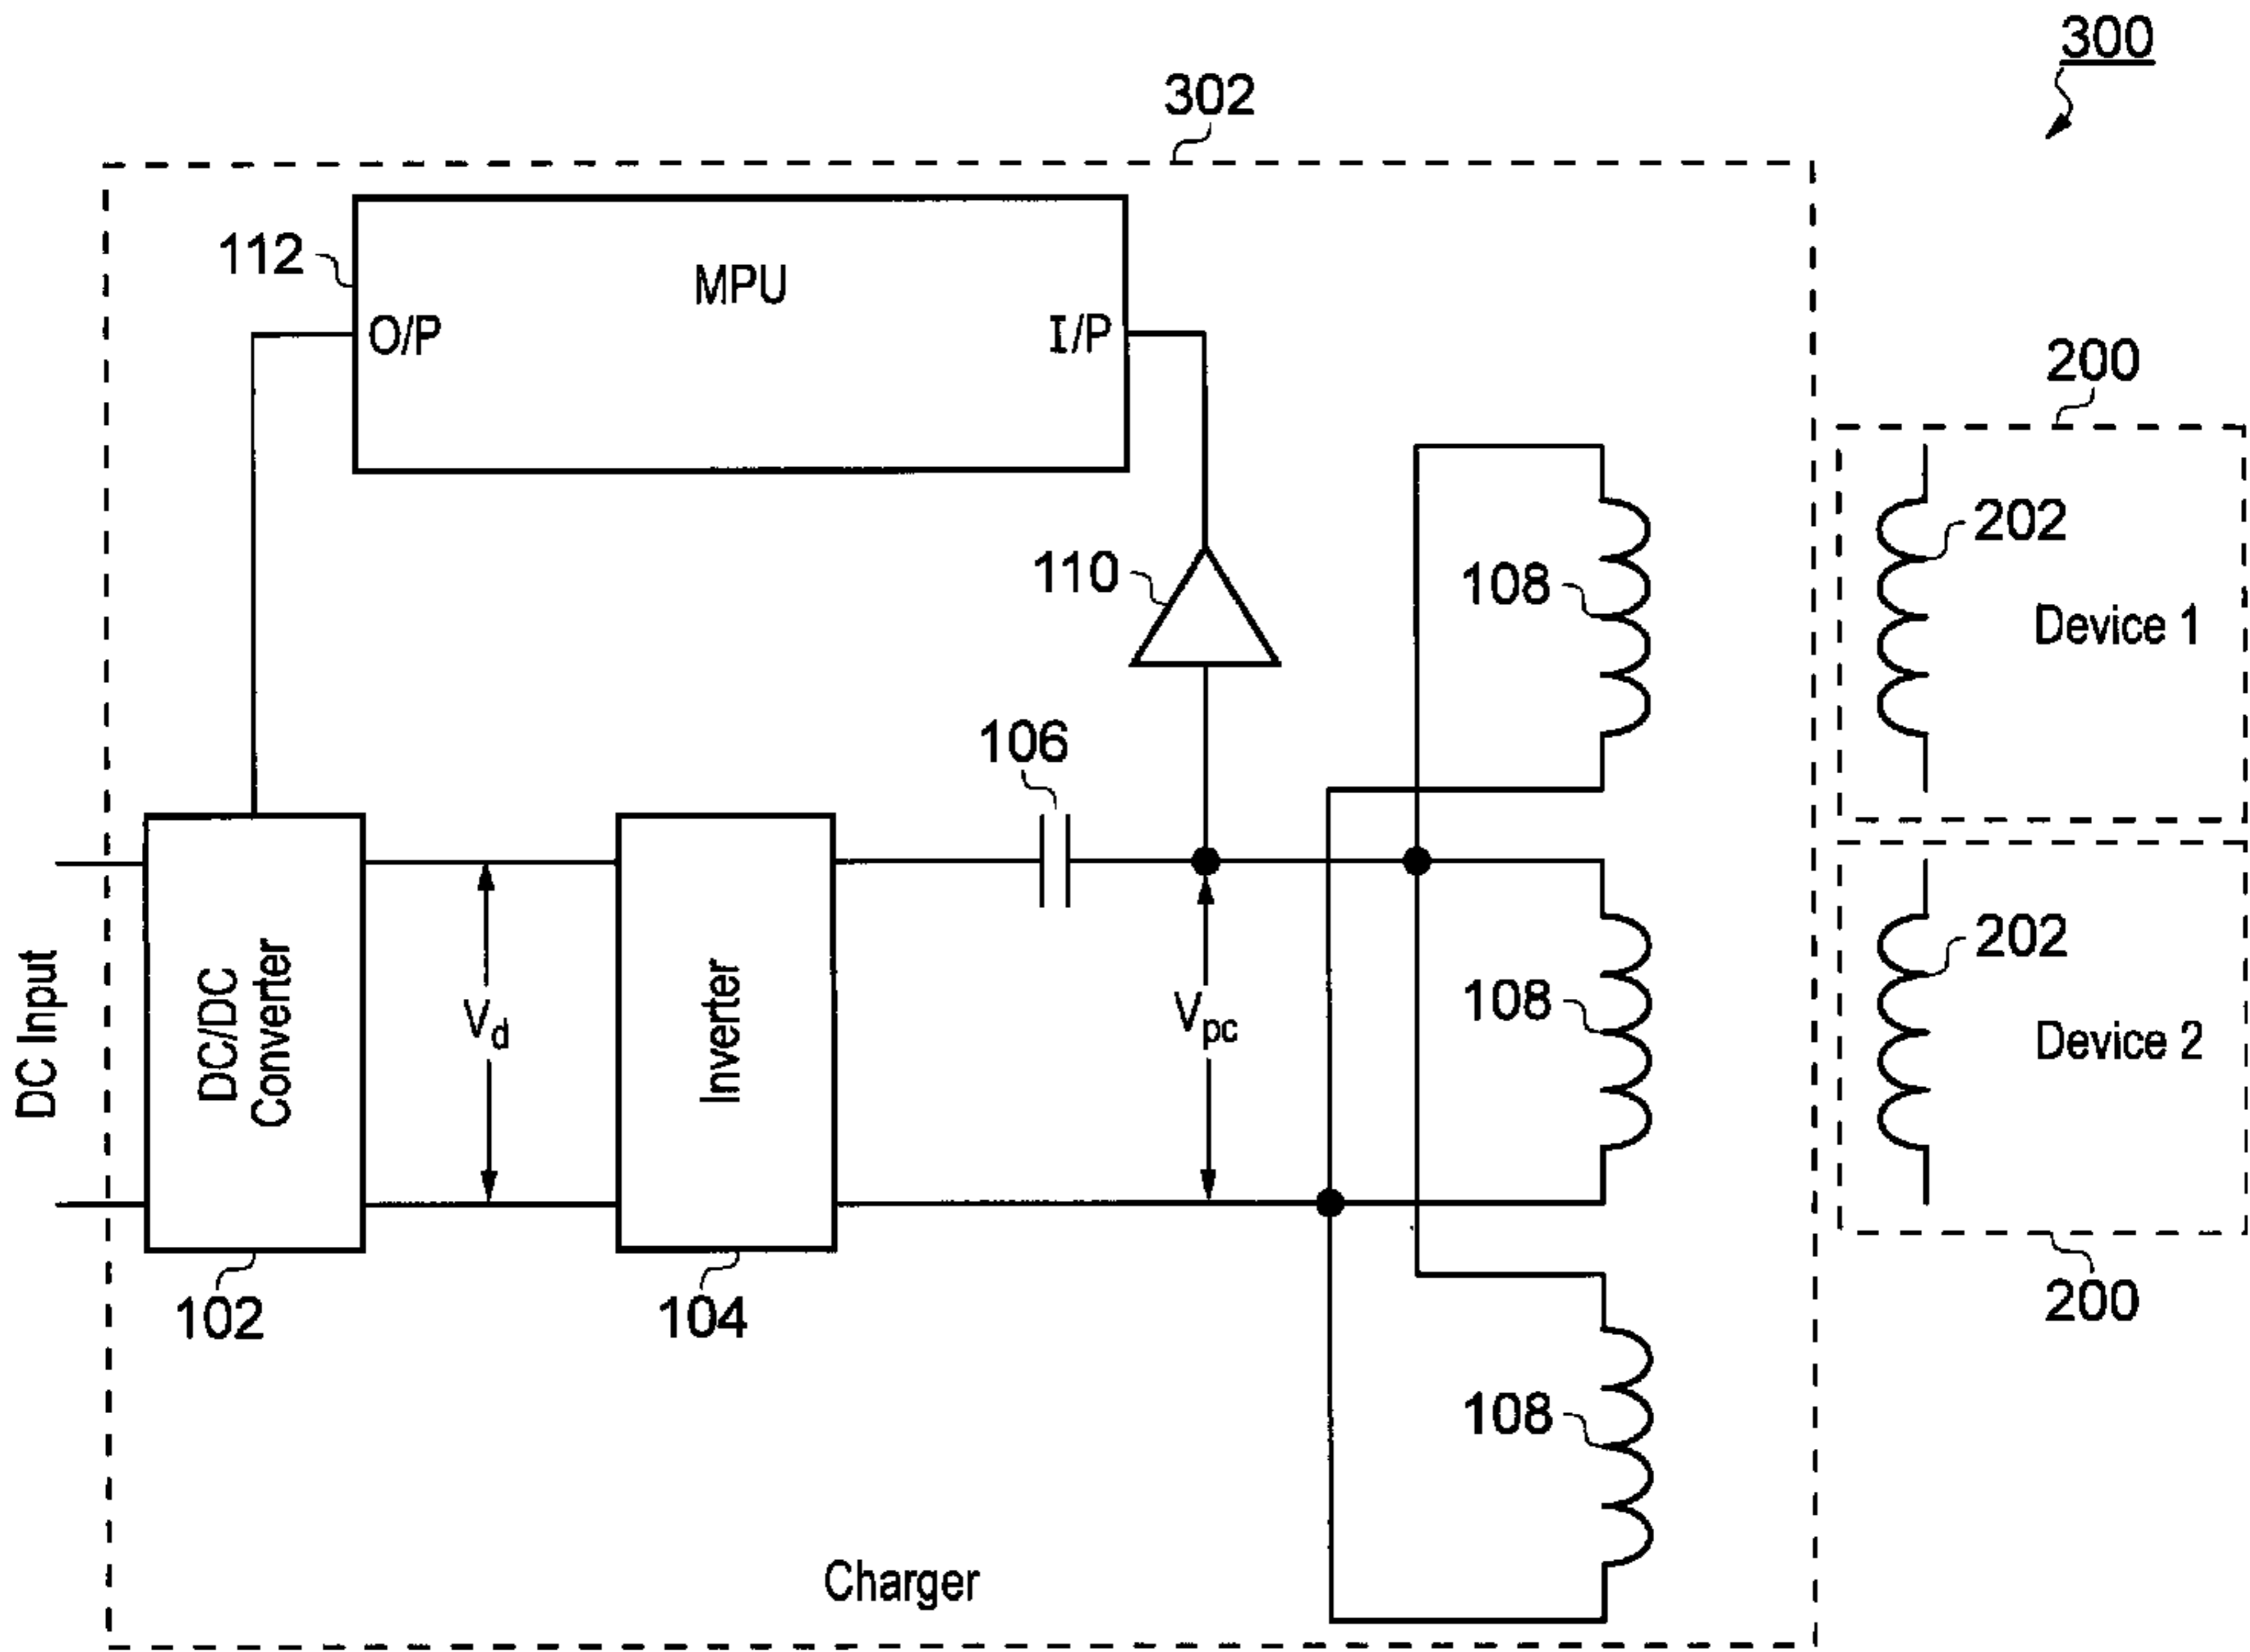 300
302
112
MPU
O/P
I/P
200
110
108
202
Device 1
106
DC Input
DC/DC
Converter
Vd
Inverter
Vpc
108
202
Device 2
102
104
200
108
Charger